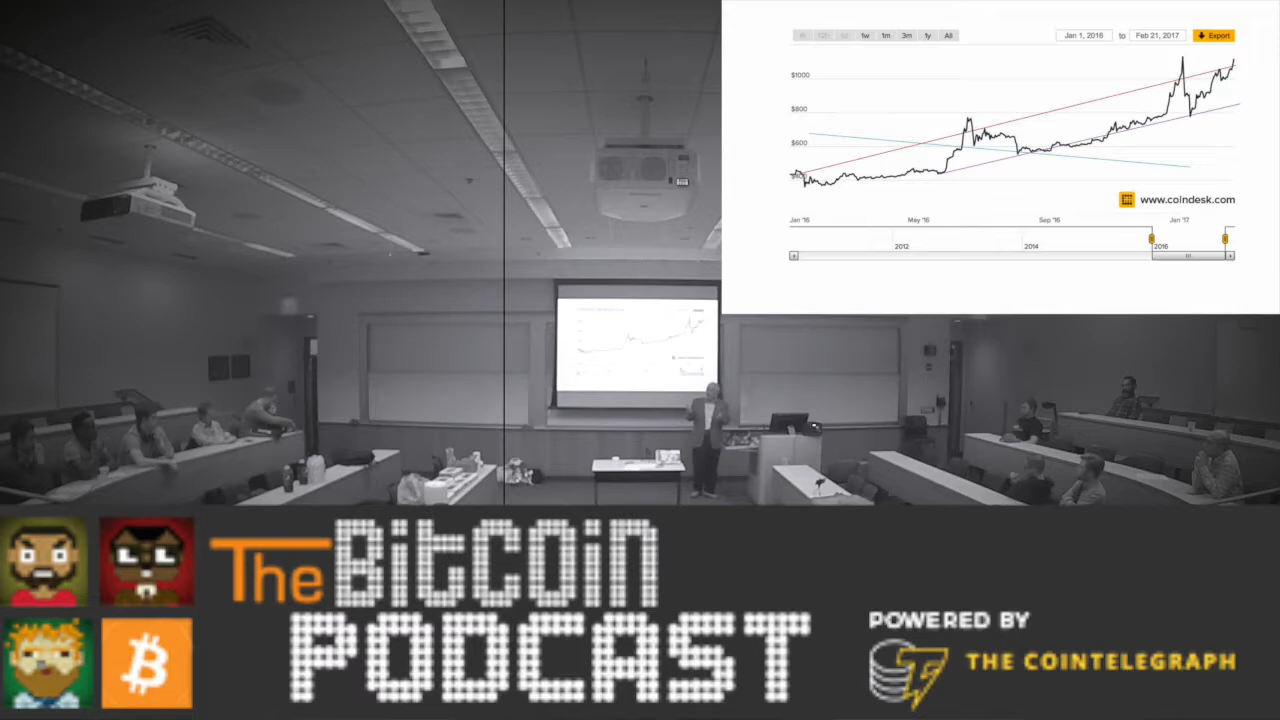 1w 1m 3m 1y All
Jan 1, 2016 to Feb 21, 2017 Export
$1000
$800
$600
www.coindesk.com
Jan '16 May '16 Sep '16 Jan '17
2012 2014 2016
The BitCOin
PODCAST
POWERED BY
THE COINTELEGRAPH